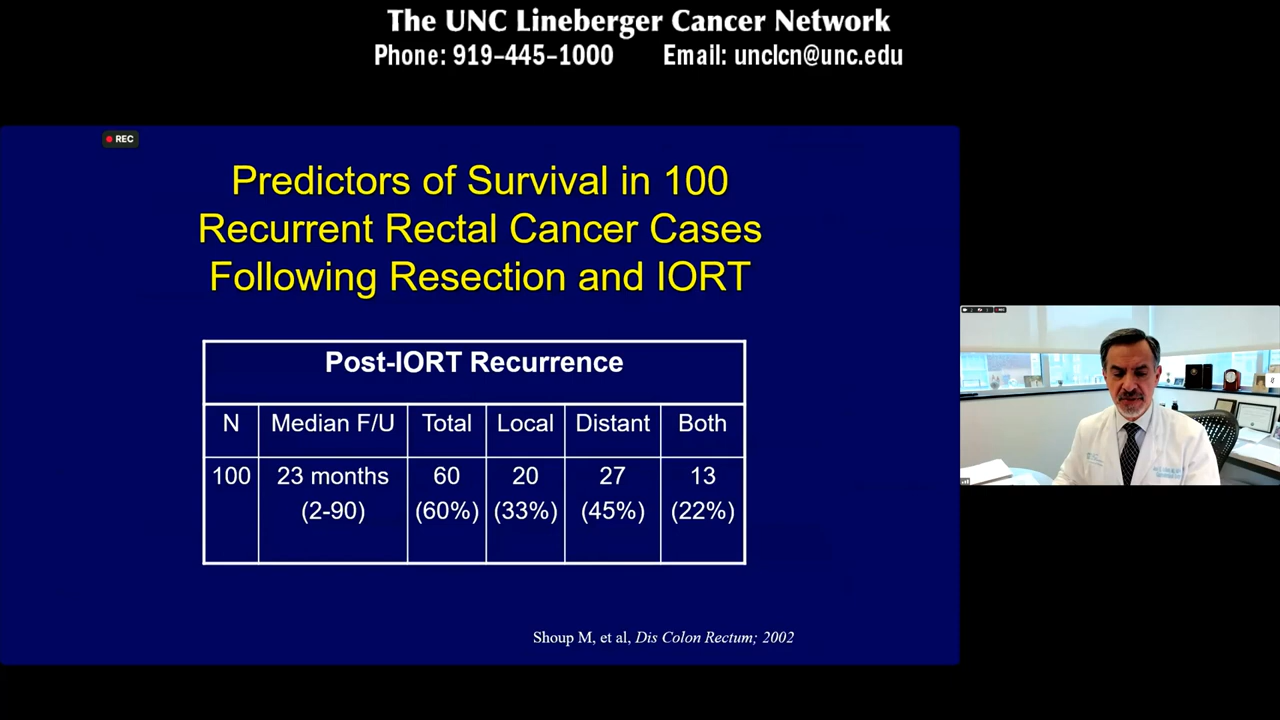 The UNC Lineberger Cancer Network
Phone: 919-445-1000 Email: unclcn@unc.edu
REC
Predictors of Survival in 100
Recurrent Rectal Cancer Cases
Following Resection and IORT
Post-IORT Recurrence
N Median F/U Total Local Distant Both
100 23 months 60 20 27 13
(2-90) (60%) (33%) (45%) (22%)
Shoup M, et al, Dis Colon Rectum; 2002